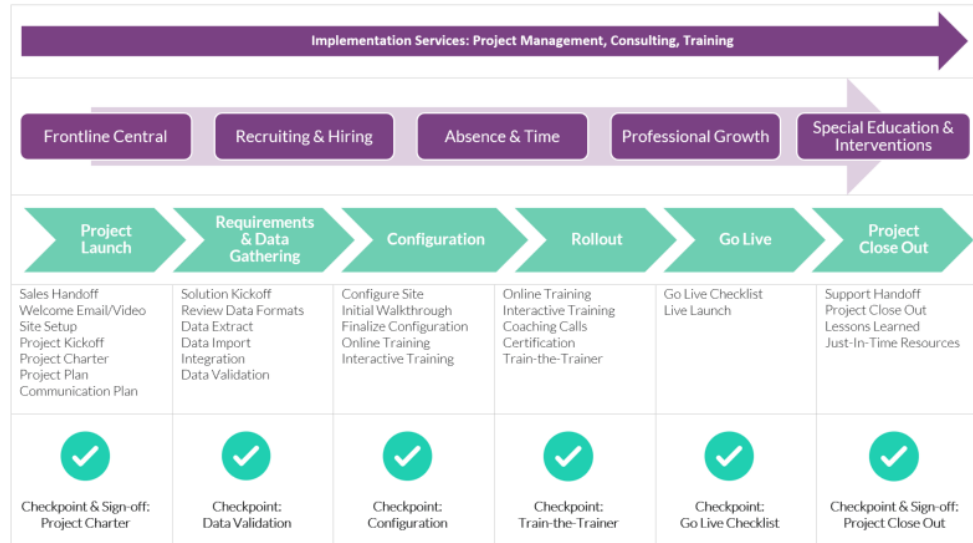 Implementation Services: Project Management, Consulting, Training
Frontline Central
Recruiting & Hiring
Absence & Time
Professional Growth
Special Education &
Interventions
Project
Launch
Requirements
& Data
Gathering
Configuration
Rollout
Go Live
Project
Close Out
Sales Handoff
Welcome Email/Video
Site Setup
Project Kickoff
Project Charter
Project Plan
Communication Plan
Solution Kickoff
Review Data Formats
Data Extract
Data Import
Integration
Data Validation
Configure Site
Initial Walkthrough
Finalize Configuration
Online Training
Interactive Training
Online Training
Interactive Training
Coaching Calls
Certification
Train-the-Trainer
Go Live Checklist
Live Launch
Support Handoff
Project Close Out
Lessons Learned
Just-In-Time Resources
Checkpoint & Sign-off:
Project Charter
Checkpoint:
Data Validation
Checkpoint:
Configuration
Checkpoint:
Train-the-Trainer
Checkpoint:
Go Live Checklist
Checkpoint & Sign-off:
Project Close Out